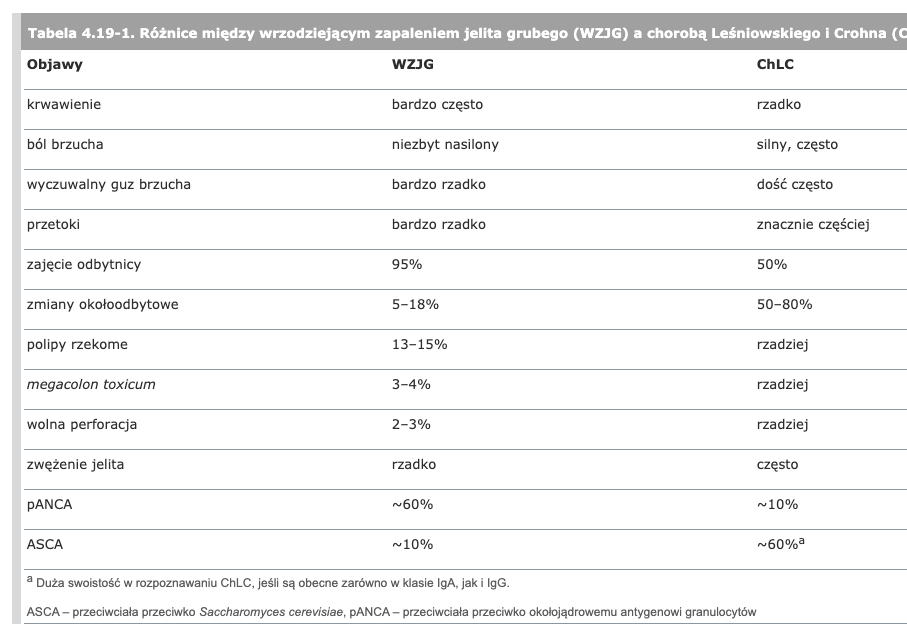 Tabela 4.19-1. Różnice między wrzodziejącym zapaleniem jelita grubego (WZJG) a chorobą Leśniowskiego i Crohna (C
Objawy WZJG ChLC
krwawienie bardzo często rzadko
ból brzucha niezbyt nasilony silny, często
wyczuwalny guz brzucha bardzo rzadko dość często
przetoki bardzo rzadko znacznie częściej
zajęcie odbytnicy 95% 50%
zmiany okołoodbytowe 5–18% 50–80%
polipy rzekome 13–15% rzadziej
megacolon toxicum 3–4% rzadziej
wolna perforacja 2–3% rzadziej
zwężenie jelita rzadko często
pANCA ~60% ~10%
ASCA ~10% ~60%a
a Duża swoistość w rozpoznawaniu ChLC, jeśli są obecne zarówno w klasie IgA, jak i IgG.
ASCA – przeciwciała przeciwko Saccharomyces cerevisiae, pANCA – przeciwciała przeciwko okołojądrowemu antygenowi granulocytów